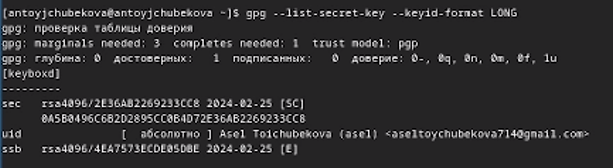 [antoyjchubekova@antoyjchubekova ~]$ gpg --list-secret-key --keyid-format LONG
gpg: проверка таблицы доверия
gpg: marginals needed: 3 completes needed: 1 trust model: pgp
gpg: глубина: 0 достоверных: 1 подписанных: 0 доверие: 0-, 0q, 0n, 0m, 0f, 1u
[keyboxd]
---------
sec rsa4096/2E36AB2269233CC8 2024-02-25 [SC]
0A5B0496C6B2D2895CC0B4D72E36AB2269233CC8
uid [ абсолютно ] Asel Toichubekova (asel) <aseltoychubekova714@gmail.com>
ssb rsa4096/4EA7573ECDE05DBE 2024-02-25 [E]